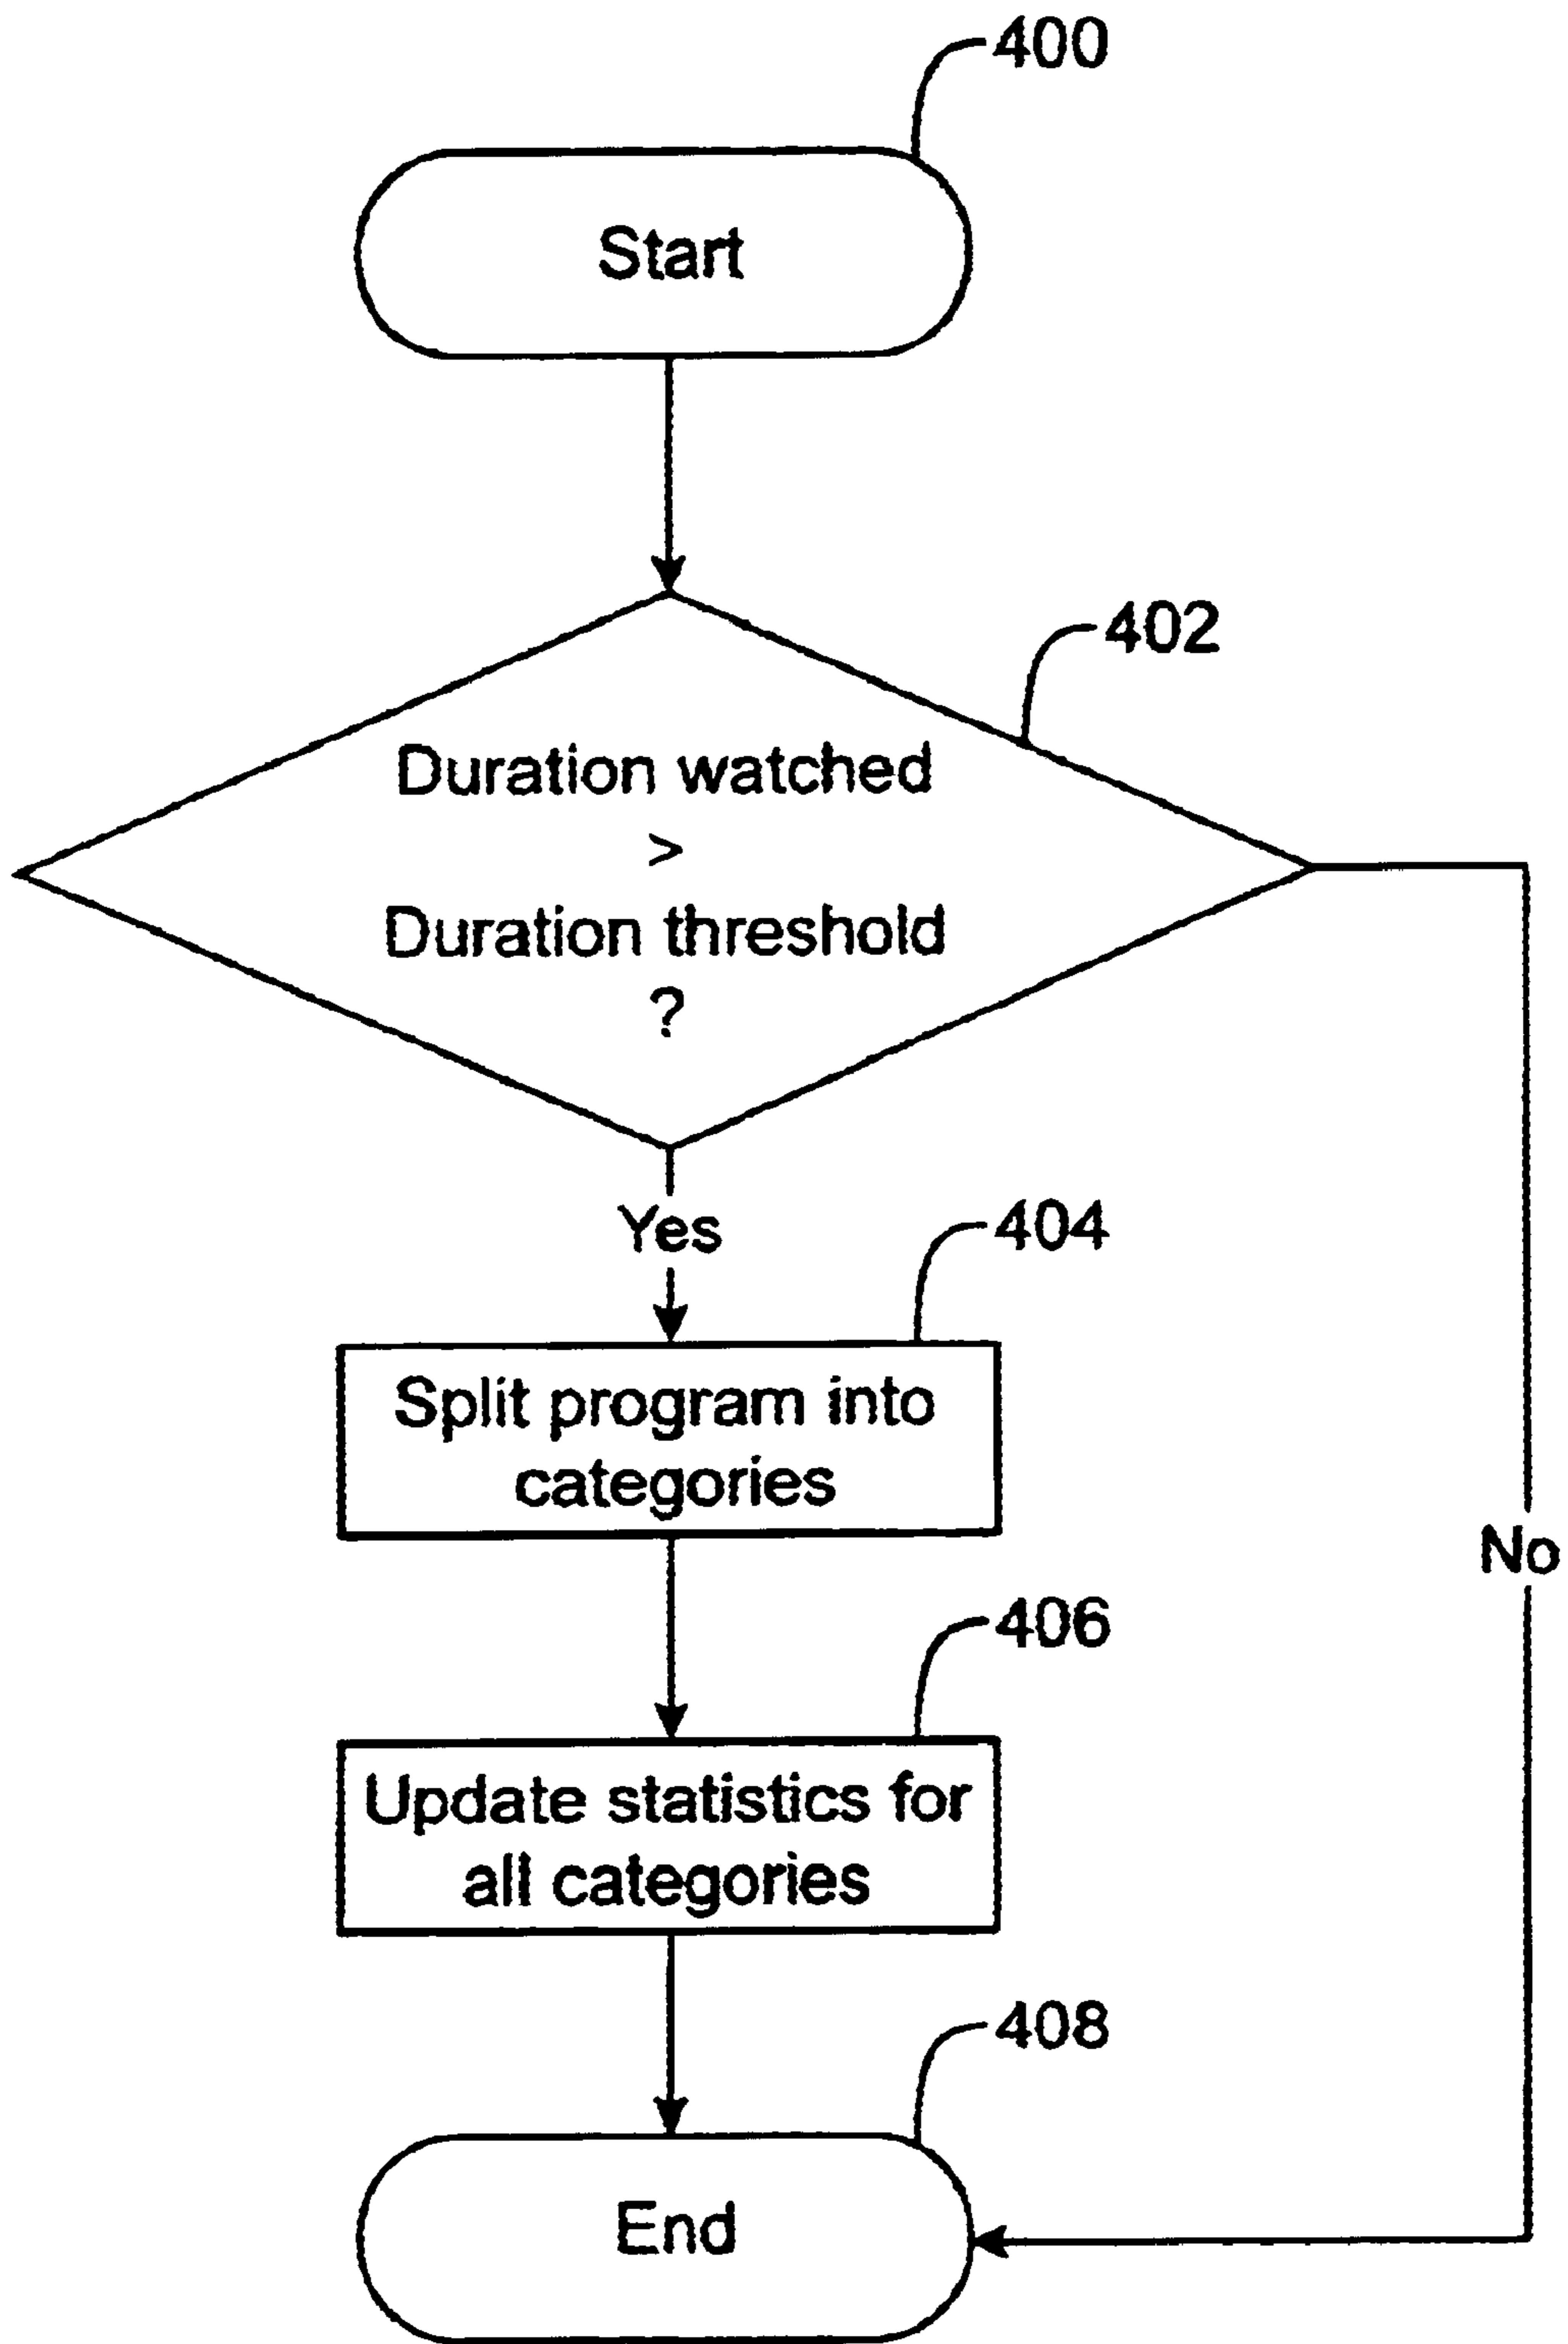 400
Start
402
Duration watched
>
Duration threshold
?
Yes
404
Split program into
categories
No
406
Update statistics for
all categories
408
End